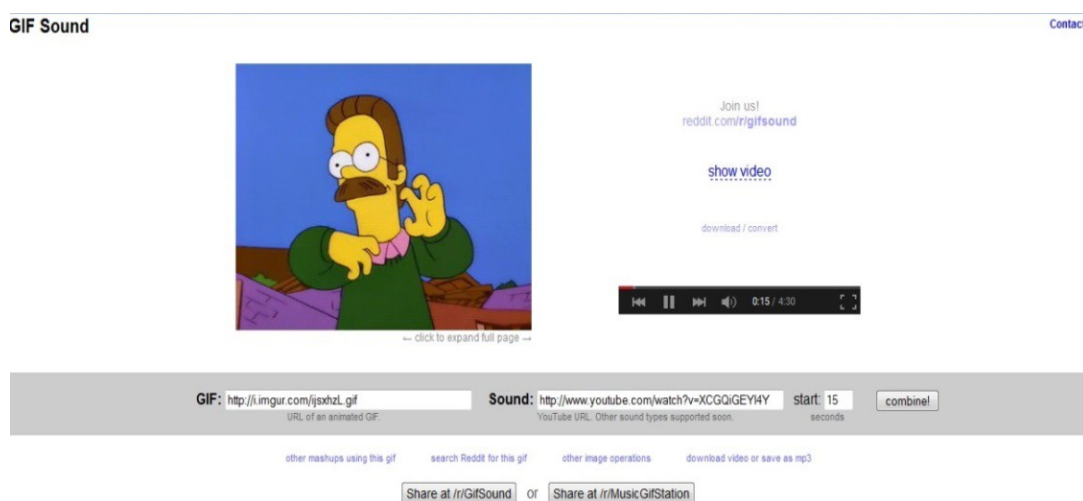 GIF Sound
Contact
Join us!
reddit.com/r/gifsound
show video
download / convert
0:15 / 4:30
← click to expand full page →
GIF: http://i.imgur.com/ijsxhzL.gif Sound: http://www.youtube.com/watch?v=XCGQiGEYl4Y start: 15 combine!
URL of an animated GIF. YouTube URL. Other sound types supported soon. seconds
other mashups using this gif search Reddit for this gif other image operations download video or save as mp3
Share at /r/GifSound or Share at /r/MusicGifStation